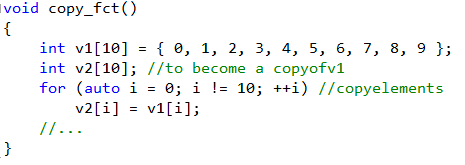 void copy_fct()
{
    int v1[10] = { 0, 1, 2, 3, 4, 5, 6, 7, 8, 9 };
    int v2[10]; //to become a copyofv1
    for (auto i = 0; i != 10; ++i) //copyelements
        v2[i] = v1[i];
    //...
}